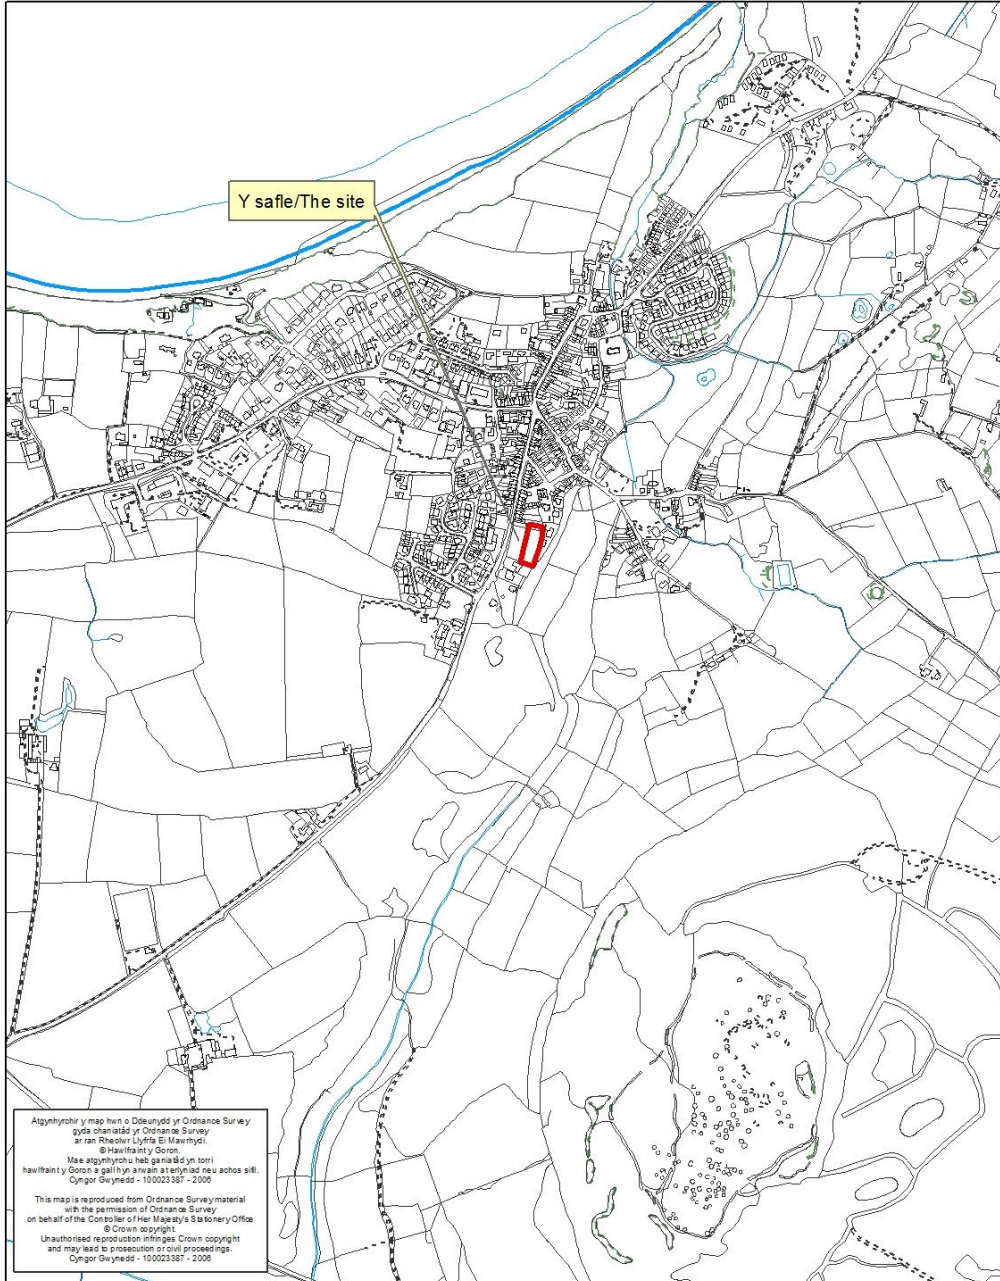 Y safle/The site
Atgynhyrchir y map hwn o Ddeunydd yr Ordnance Survey
gyda chaniatâd yr Ordnance Survey
ar ran Rheolwr Llyfrfa Ei Mawrhydi.
© Hawlfraint y Goron.
Mae atgynhyrchu heb ganiatâd yn torri
hawlfraint y Goron a gall hyn arwain at erlyniad neu achos sifil.
Cyngor Gwynedd - 100023387 - 2006
This map is reproduced from Ordnance Survey material
with the permission of Ordnance Survey
on behalf of the Controller of Her Majesty's Stationery Office
© Crown copyright.
Unauthorised reproduction infringes Crown copyright
and may lead to prosecution or civil proceedings.
Cyngor Gwynedd - 100023387 - 2006